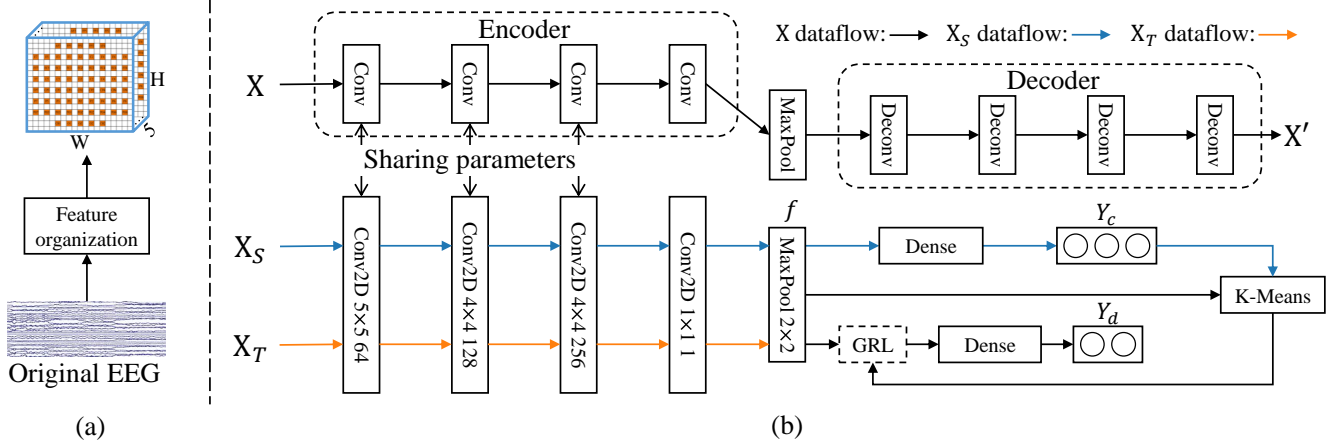 H
5
W
Feature
organization
Original EEG
(a)
Encoder
X dataflow:
X_S dataflow:
X_T dataflow:
X
Conv
Conv
Conv
Conv
MaxPool
Decoder
Deconv
Deconv
Deconv
Deconv
X′
Sharing parameters
X_S
X_T
Conv2D 5×5 64
Conv2D 4×4 128
Conv2D 4×4 256
Conv2D 1×1 1
f
MaxPool 2×2
Dense
Y_c
K-Means
GRL
Dense
Y_d
(b)